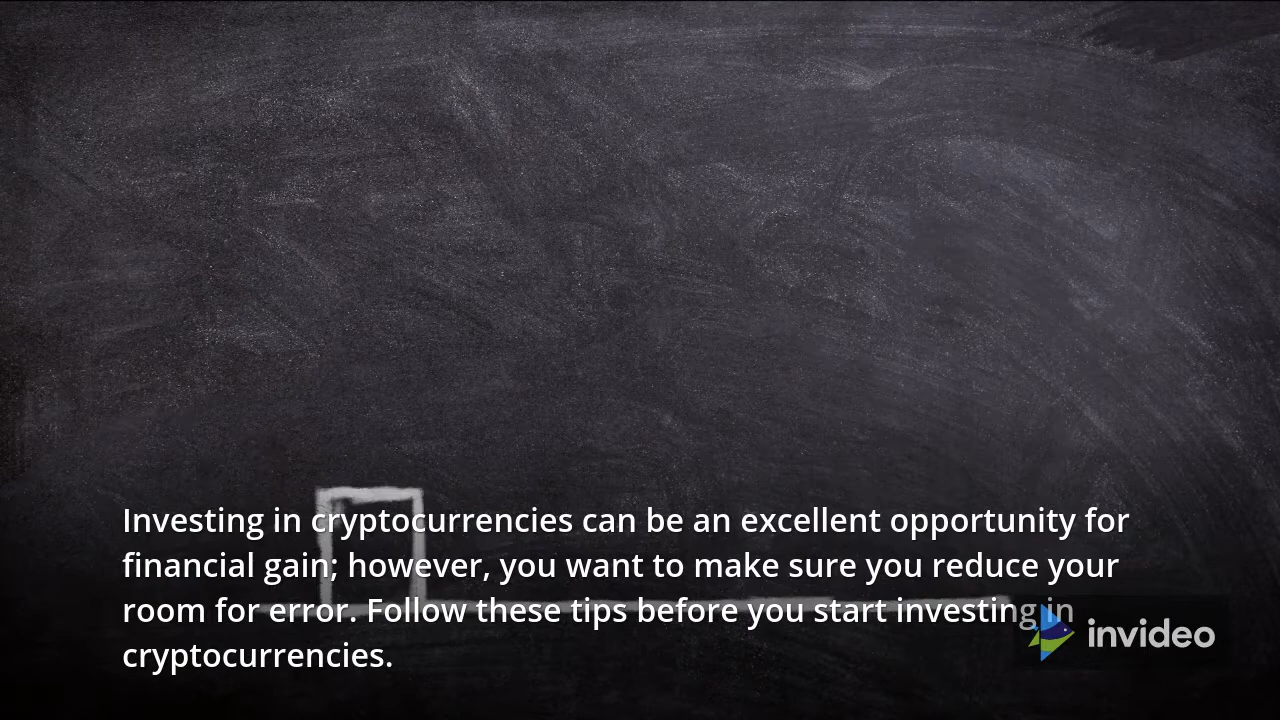 Investing in cryptocurrencies can be an excellent opportunity for
financial gain; however, you want to make sure you reduce your
room for error. Follow these tips before you start investing in
cryptocurrencies.
invideo